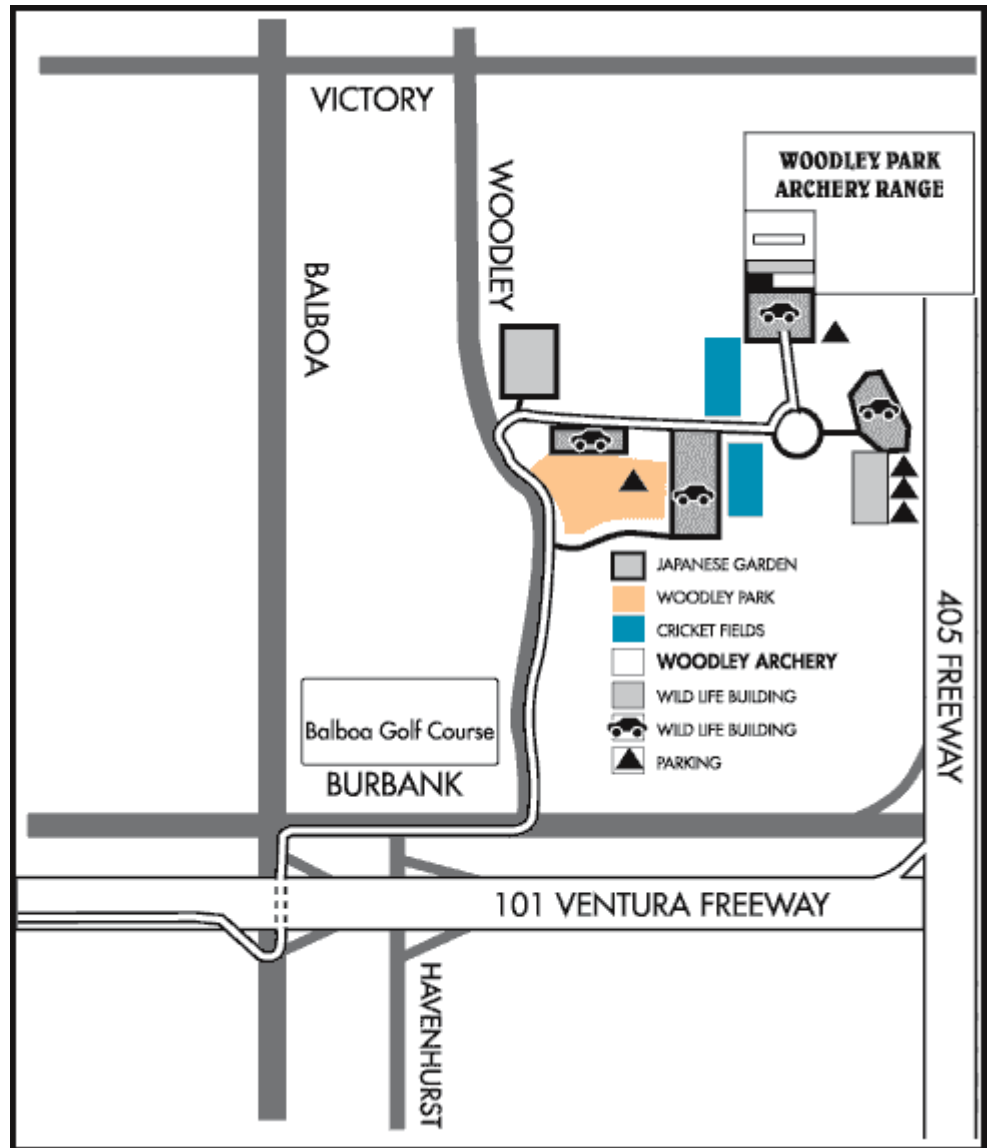 VICTORY
WOODLEY PARK
ARCHERY RANGE
WOODLEY
BALBOA
JAPANESE GARDEN
WOODLEY PARK
CRICKET FIELDS
WOODLEY ARCHERY
WILD LIFE BUILDING
WILD LIFE BUILDING
PARKING
405 FREEWAY
Balboa Golf Course
BURBANK
101 VENTURA FREEWAY
HAVENHURST